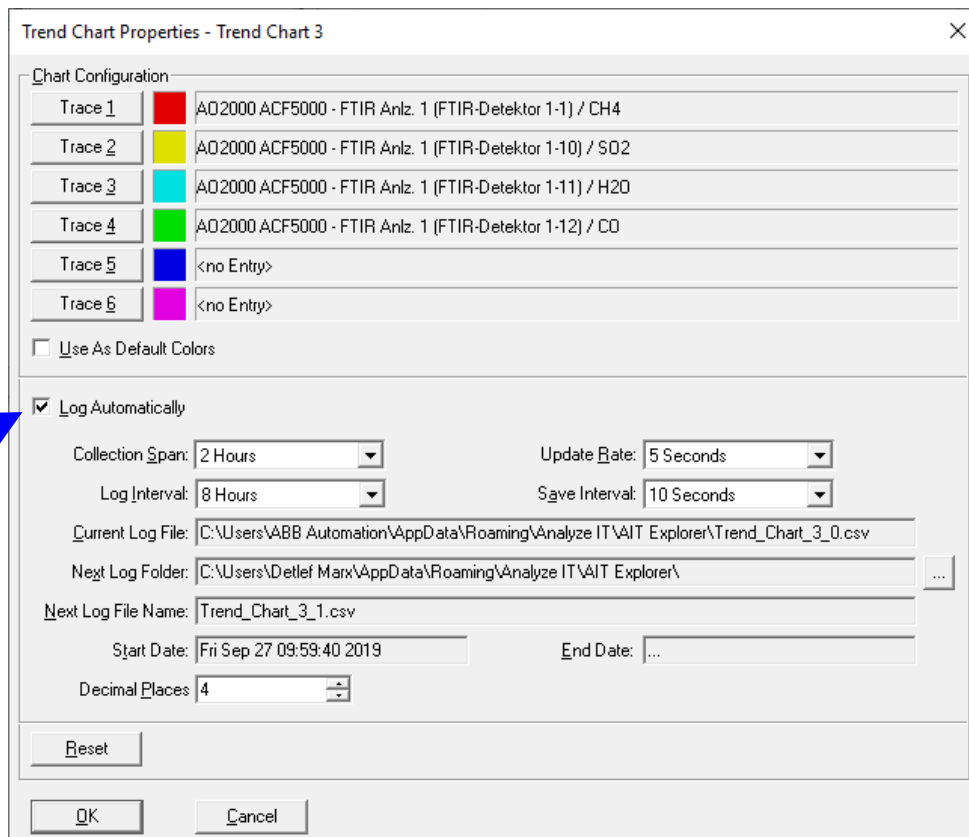 Trend Chart Properties - Trend Chart 3
Chart Configuration
Trace 1 AO2000 ACF5000 - FTIR Anlz. 1 (FTIR-Detektor 1-1) / CH4
Trace 2 AO2000 ACF5000 - FTIR Anlz. 1 (FTIR-Detektor 1-10) / SO2
Trace 3 AO2000 ACF5000 - FTIR Anlz. 1 (FTIR-Detektor 1-11) / H2O
Trace 4 AO2000 ACF5000 - FTIR Anlz. 1 (FTIR-Detektor 1-12) / CO
Trace 5 <no Entry>
Trace 6 <no Entry>
Use As Default Colors
Log Automatically
Collection Span: 2 Hours Update Rate: 5 Seconds
Log Interval: 8 Hours Save Interval: 10 Seconds
Current Log File: C:\Users\ABB Automation\AppData\Roaming\Analyze IT\AIT Explorer\Trend_Chart_3_0.csv
Next Log Folder: C:\Users\Detlef Marx\AppData\Roaming\Analyze IT\AIT Explorer\ ...
Next Log File Name: Trend_Chart_3_1.csv
Start Date: Fri Sep 27 09:59:40 2019 End Date: ...
Decimal Places 4
Reset
OK Cancel